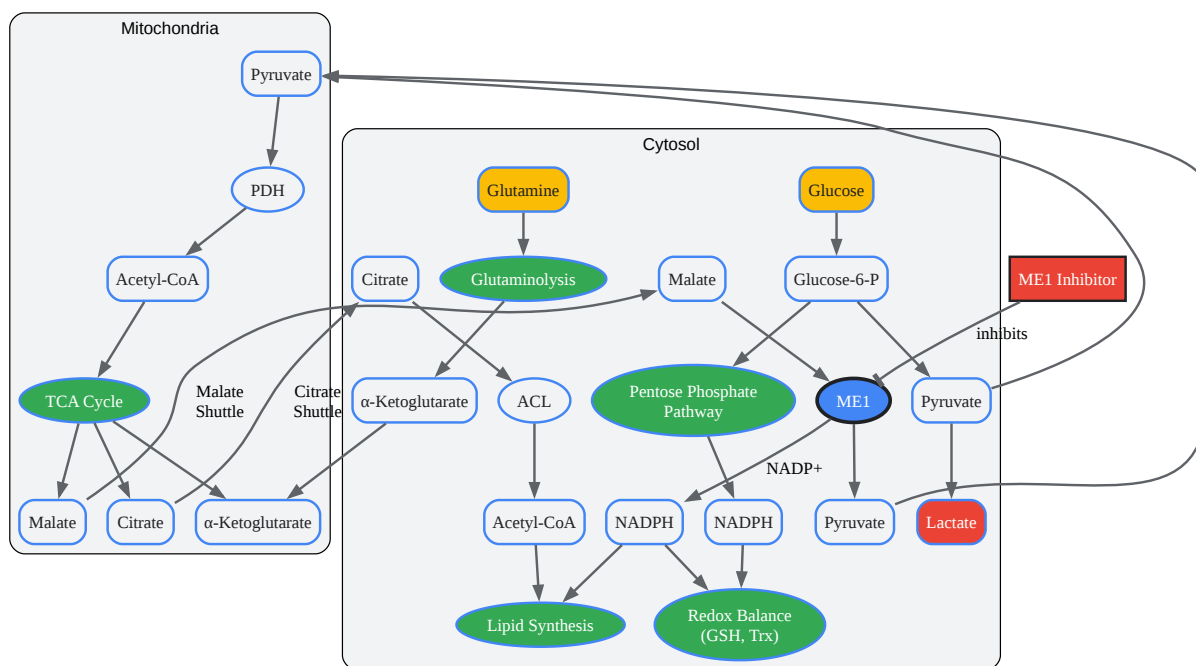 Mitochondria
Pyruvate
Cytosol
PDH
Glutamine
Glucose
Acetyl-CoA
Citrate
Glutaminolysis
Malate
Glucose-6-P
ME1 Inhibitor
inhibits
TCA Cycle
Malate
Shuttle
Citrate
Shuttle
α-Ketoglutarate
ACL
Pentose Phosphate
Pathway
ME1
Pyruvate
NADP+
Malate
Citrate
α-Ketoglutarate
Acetyl-CoA
NADPH
NADPH
Pyruvate
Lactate
Lipid Synthesis
Redox Balance
(GSH, Trx)